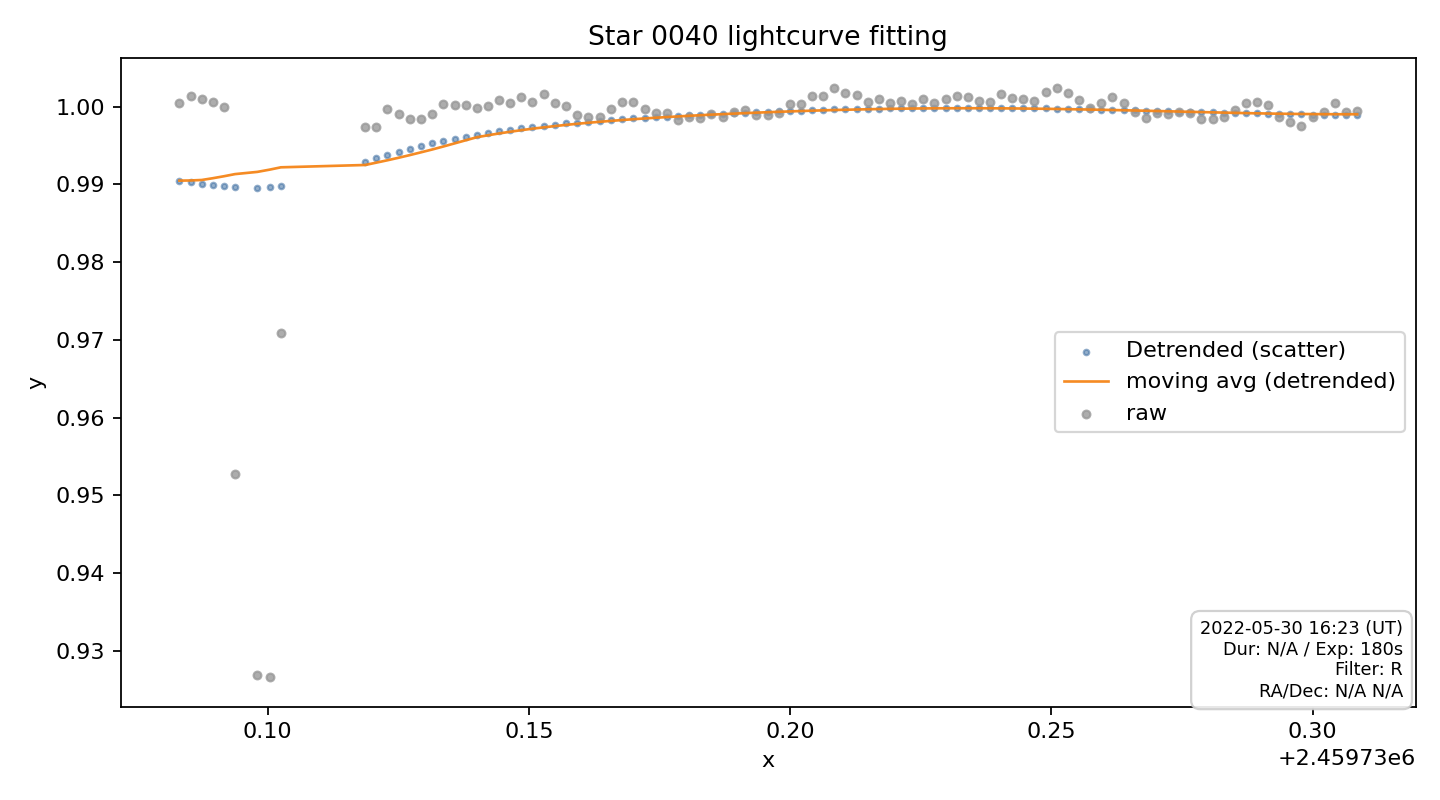 Star 0040 lightcurve fitting
y
1.00
0.99
0.98
0.97
0.96
0.95
0.94
0.93
Detrended (scatter)
moving avg (detrended)
raw
2022-05-30 16:23 (UT)
Dur: N/A / Exp: 180s
Filter: R
RA/Dec: N/A N/A
0.10 0.15 0.20 0.25 0.30
x
+2.45973e6